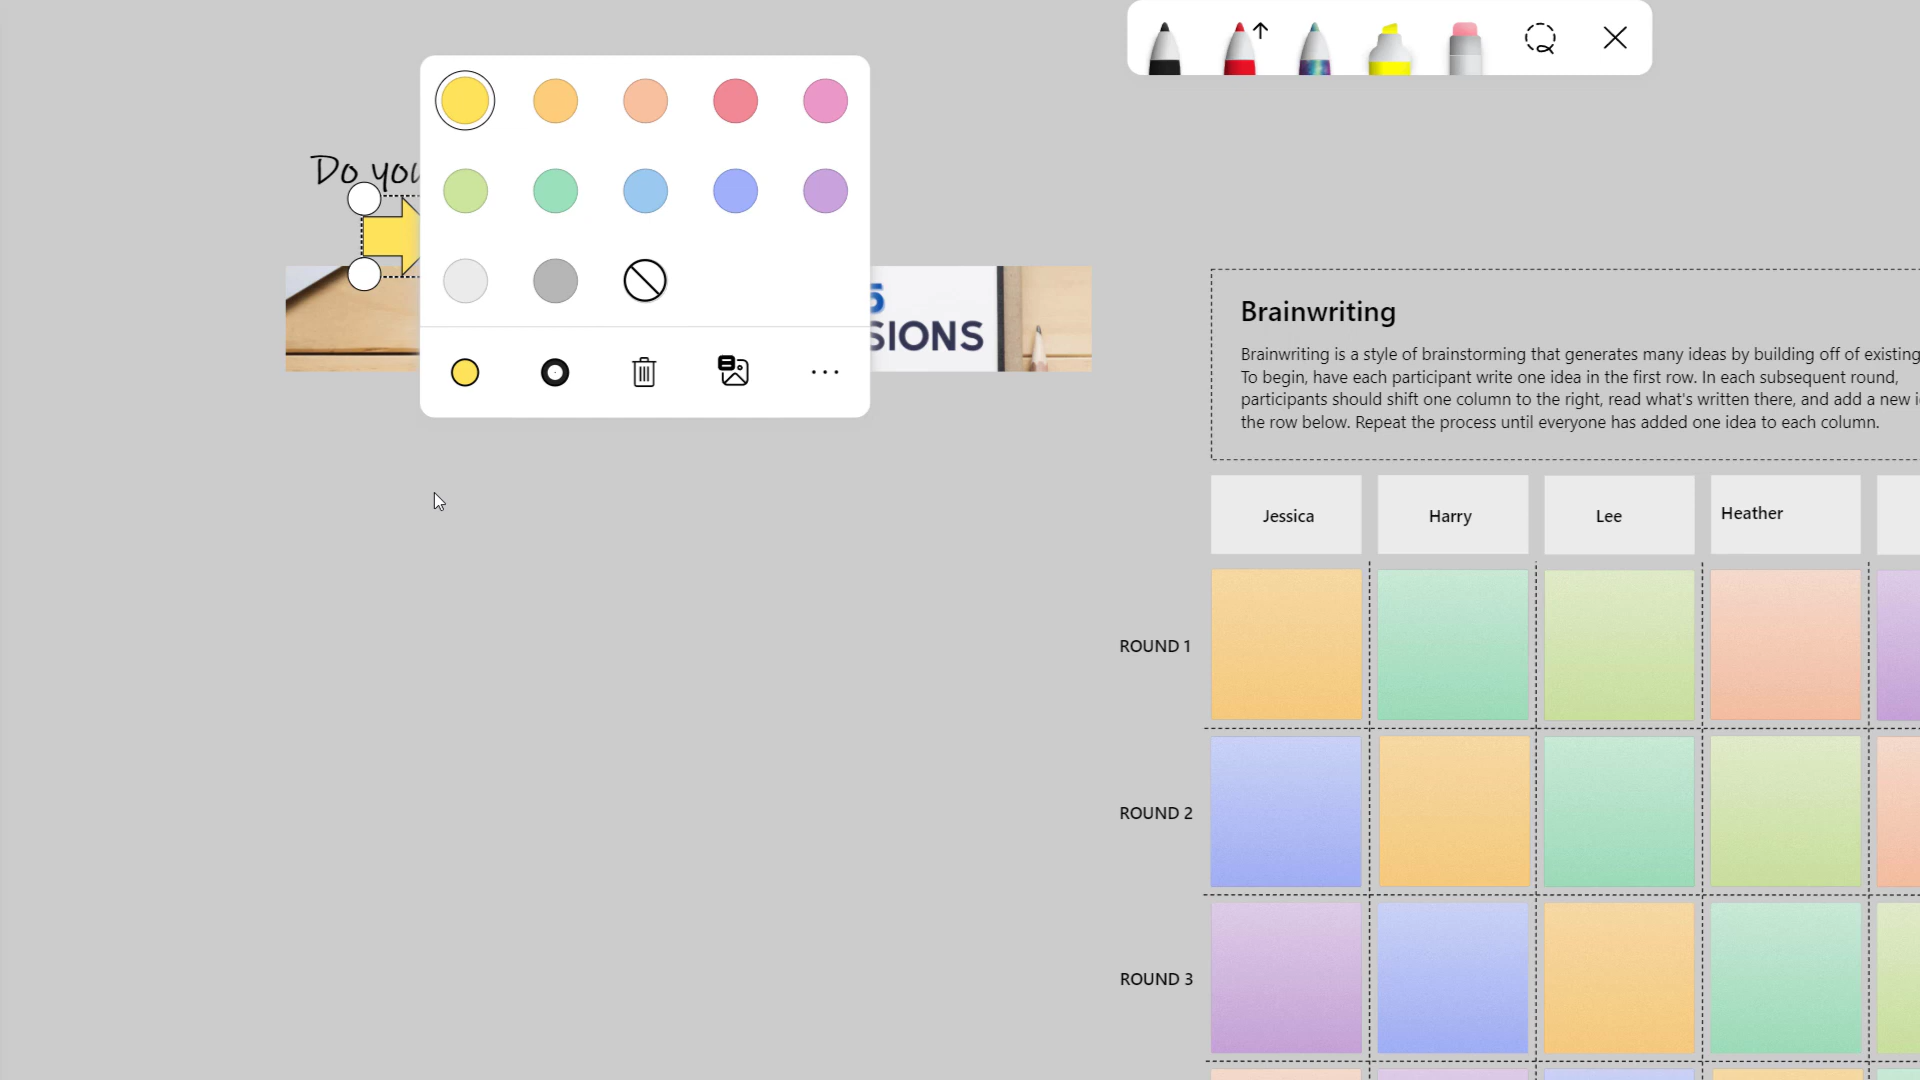 Do you
5
SIONS
Brainwriting
Brainwriting is a style of brainstorming that generates many ideas by building off of existing
To begin, have each participant write one idea in the first row. In each subsequent round,
participants should shift one column to the right, read what's written there, and add a new
the row below. Repeat the process until everyone has added one idea to each column.
Jessica
Harry
Lee
Heather
ROUND 1
ROUND 2
ROUND 3